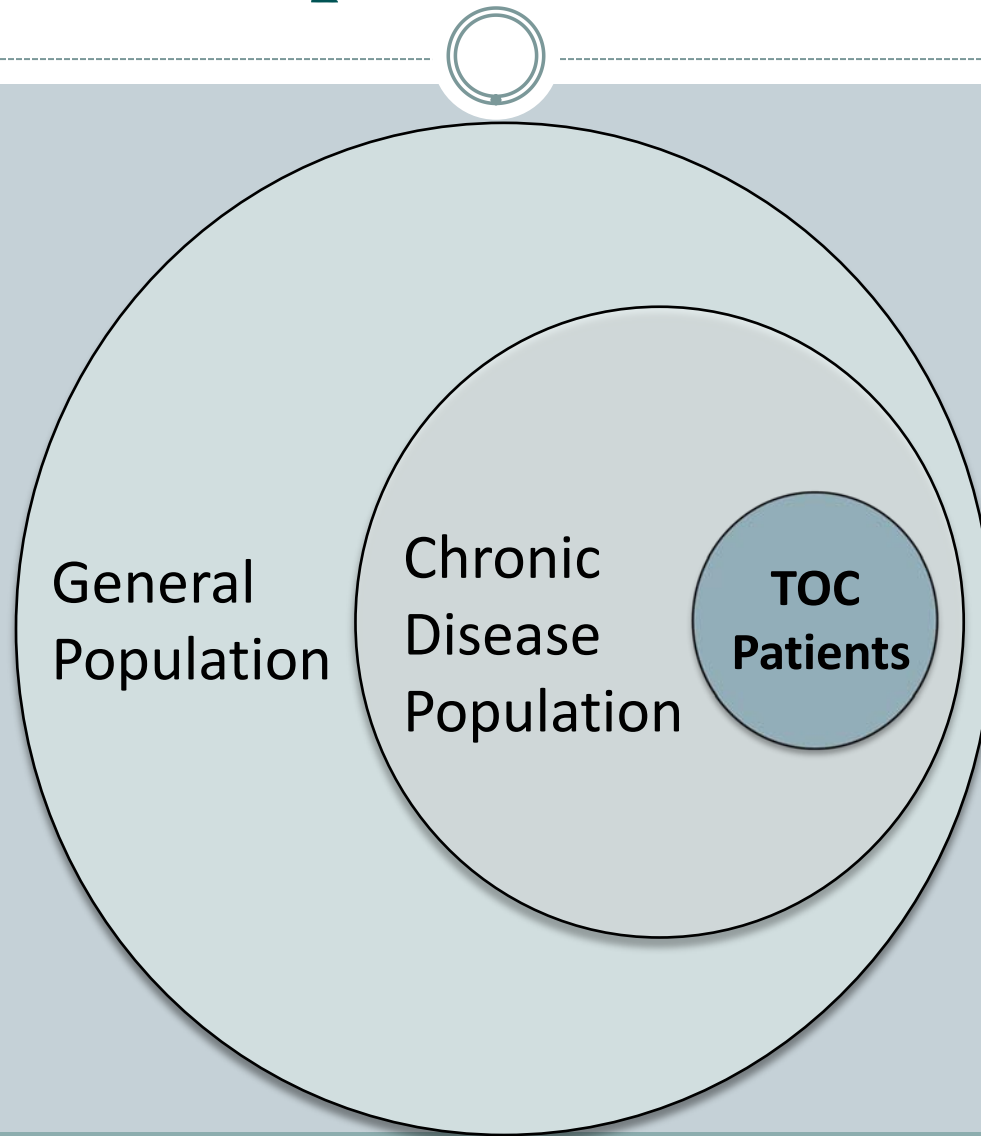 General
Population
Chronic
Disease
Population
TOC
Patients